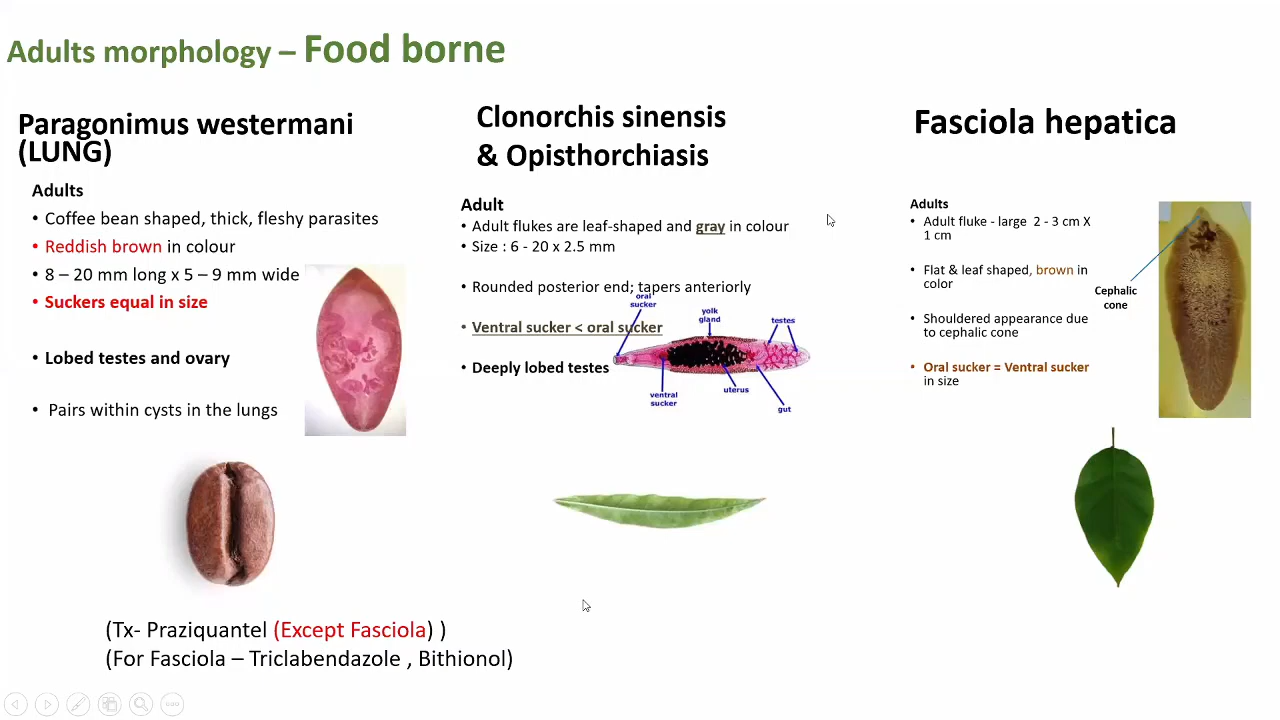 Adults morphology – Food borne
Paragonimus westermani
(LUNG)
Adults
• Coffee bean shaped, thick, fleshy parasites
• Reddish brown in colour
• 8 – 20 mm long x 5 – 9 mm wide
• Suckers equal in size
• Lobed testes and ovary
• Pairs within cysts in the lungs
Clonorchis sinensis
& Opisthorchiasis
Adult
• Adult flukes are leaf-shaped and gray in colour
• Size : 6 - 20 x 2.5 mm
• Rounded posterior end; tapers anteriorly
• Ventral sucker < oral sucker
• Deeply lobed testes
oral
sucker
yolk
gland
testes
ventral
sucker
uterus
gut
Fasciola hepatica
Adults
• Adult fluke - large 2 - 3 cm X
1 cm
• Flat & leaf shaped, brown in
color
• Shouldered appearance due
to cephalic cone
• Oral sucker = Ventral sucker
in size
Cephalic
cone
(Tx- Praziquantel (Except Fasciola) )
(For Fasciola – Triclabendazole , Bithionol)